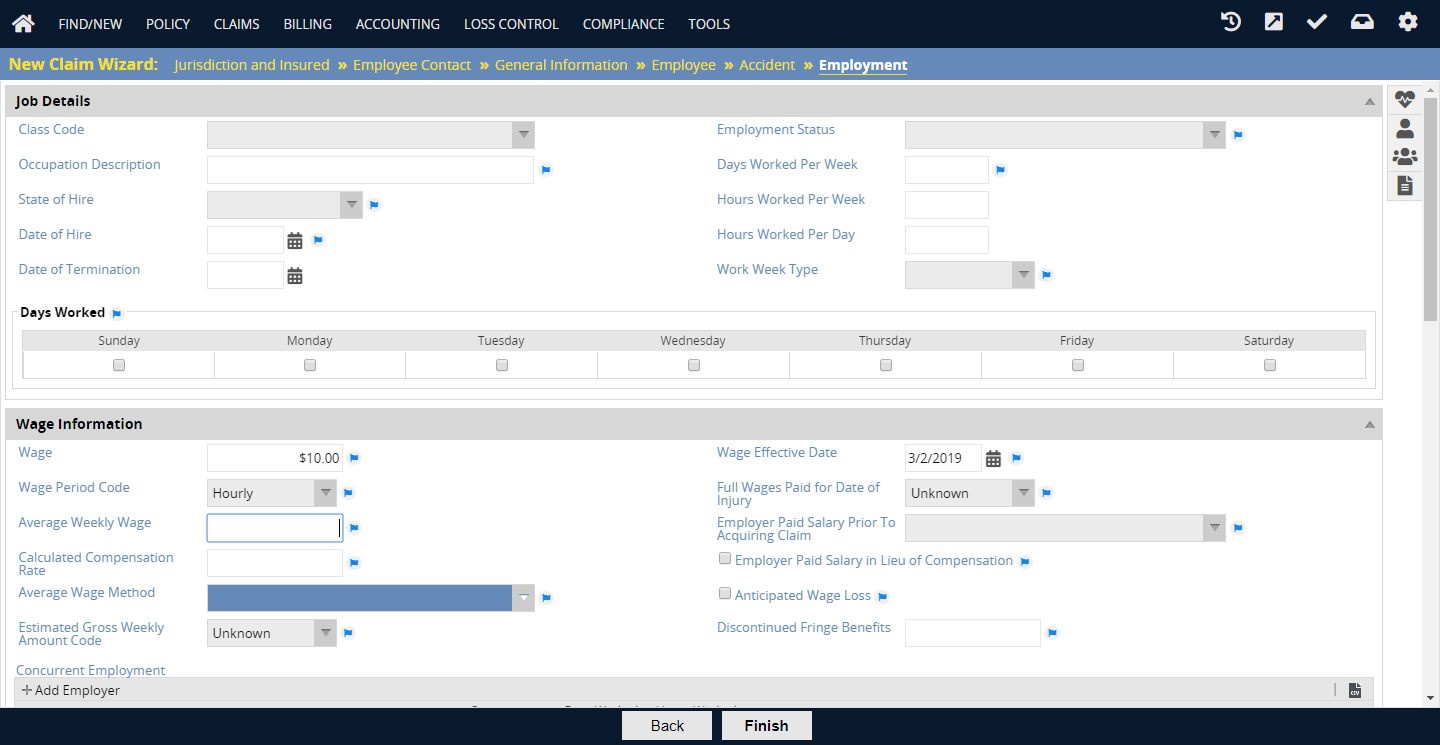 FIND/NEW POLICY CLAIMS BILLING ACCOUNTING LOSS CONTROL COMPLIANCE TOOLS
New Claim Wizard: Jurisdiction and Insured » Employee Contact » General Information » Employee » Accident » Employment
Job Details
Class Code
Occupation Description
State of Hire
Date of Hire
Date of Termination
Employment Status
Days Worked Per Week
Hours Worked Per Week
Hours Worked Per Day
Work Week Type
Days Worked
Sunday Monday Tuesday Wednesday Thursday Friday Saturday
Wage Information
Wage $10.00
Wage Period Code Hourly
Average Weekly Wage
Calculated Compensation
Rate
Average Wage Method
Estimated Gross Weekly
Amount Code Unknown
Wage Effective Date 3/2/2019
Full Wages Paid for Date of
Injury Unknown
Employer Paid Salary Prior To
Acquiring Claim
Employer Paid Salary in Lieu of Compensation
Anticipated Wage Loss
Discontinued Fringe Benefits
Concurrent Employment
+ Add Employer |
Back Finish